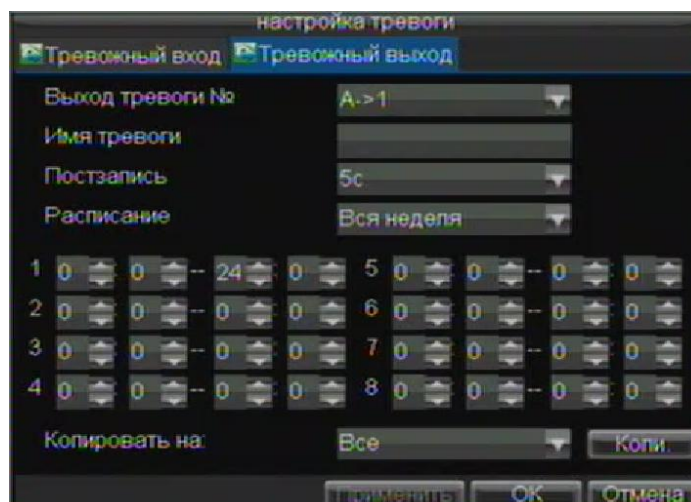 настройка тревоги
Тревожный вход Тревожный выход
Выход тревоги № A->1
Имя тревоги
Постзапись 5с
Расписание Вся неделя
1 0 : 0 -- 24 : 0 5 0 : 0 -- 0 : 0
2 0 : 0 -- 0 : 0 6 0 : 0 -- 0 : 0
3 0 : 0 -- 0 : 0 7 0 : 0 -- 0 : 0
4 0 : 0 -- 0 : 0 8 0 : 0 -- 0 : 0
Копировать на: Все Копи.
Применить OK Отмена